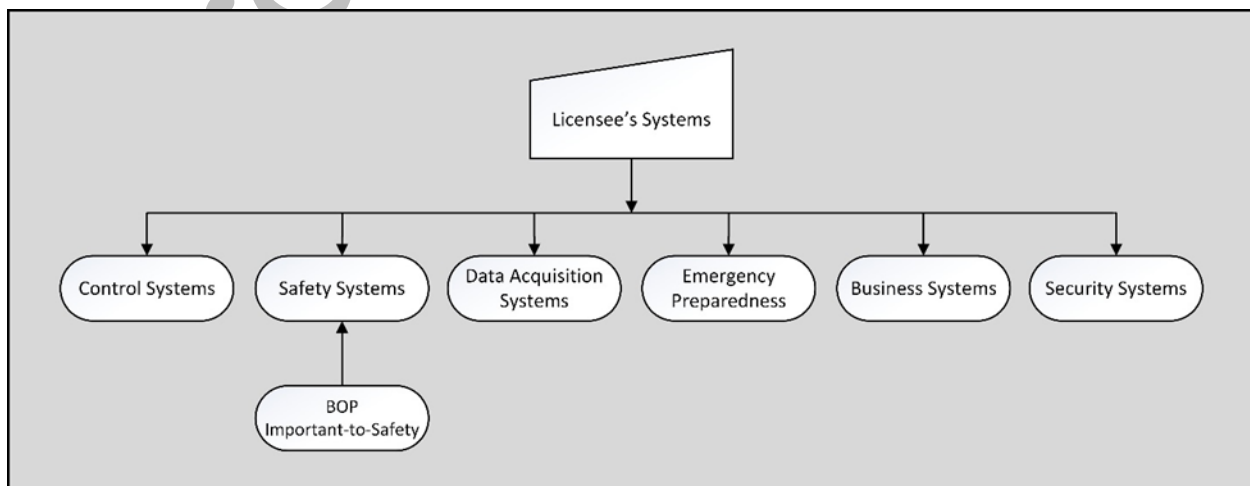 Licensee’s Systems
Control Systems
Safety Systems
Data Acquisition
Systems
Emergency
Preparedness
Business Systems
Security Systems
BOP
Important-to-Safety